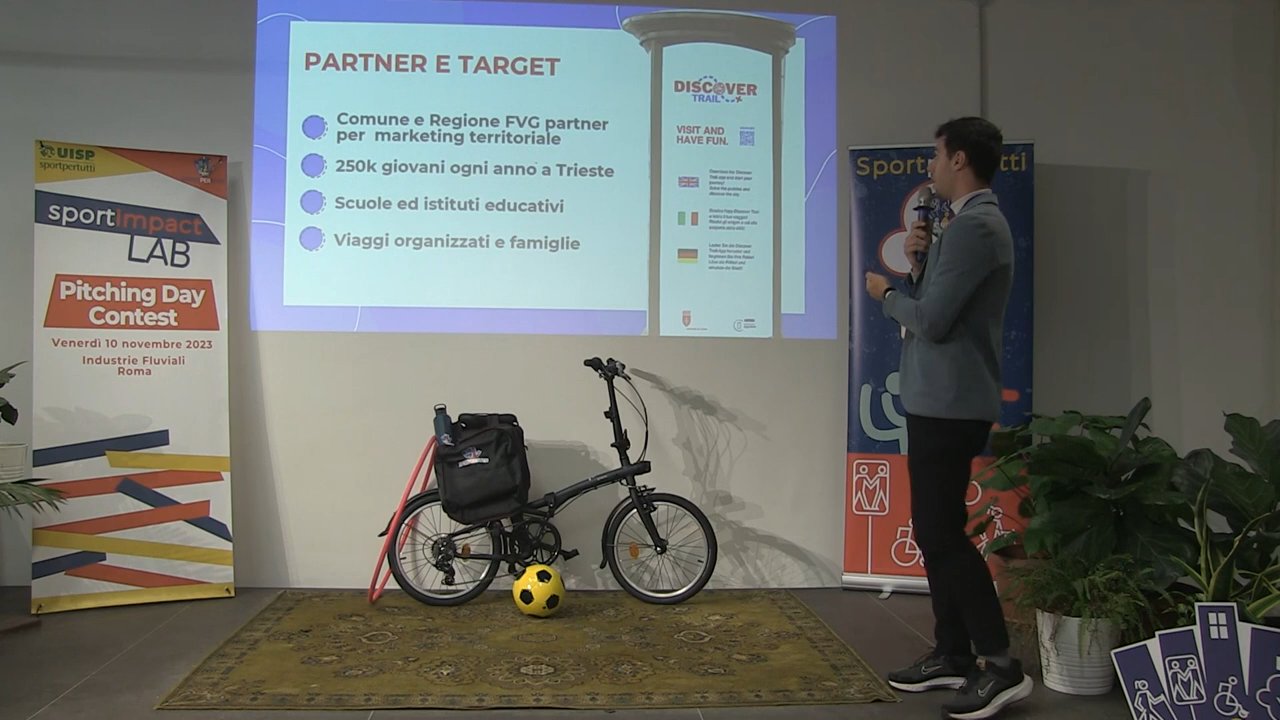 UISP
sportpertutti
sportImpact
LAB
Pitching Day
Contest
Venerdì 10 novembre 2023
Industrie Fluviali
Roma
PARTNER E TARGET
Comune e Regione FVG partner
per marketing territoriale
250k giovani ogni anno a Trieste
Scuole ed istituti educativi
Viaggi organizzati e famiglie
DISCOVER
TRAIL
VISIT AND
HAVE FUN.